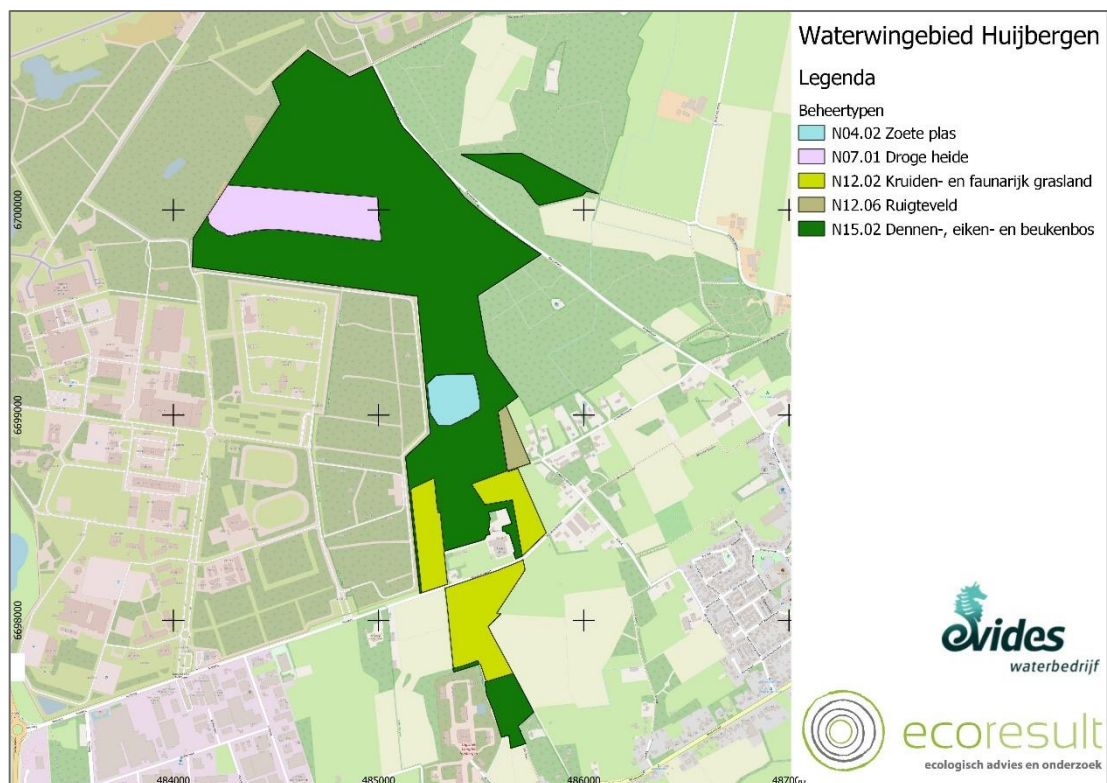 Waterwingebied Huijbergen
Legenda
Beheertypen
N04.02 Zoete plas
N07.01 Droge heide
N12.02 Kruiden- en faunarijk grasland
N12.06 Ruigteveld
N15.02 Dennen-, eiken- en beukenbos
6700000
6699000
6698000
484000
485000
486000
48700
evides
waterbedrijf
ecoresult
ecologisch advies en onderzoek